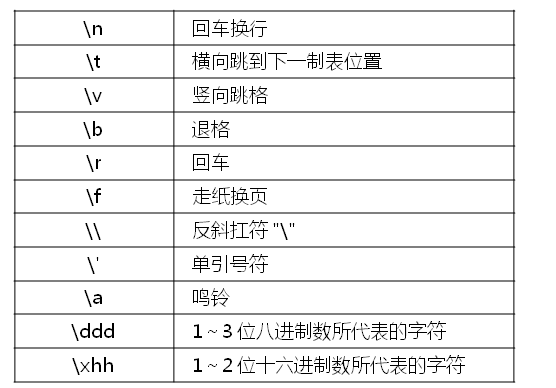 \n 回车换行
\t 横向跳到下一制表位置
\v 竖向跳格
\b 退格
\r 回车
\f 走纸换页
\\ 反斜扛符"\"
\' 单引号符
\a 鸣铃
\ddd 1~3位八进制数所代表的字符
\xhh 1~2位十六进制数所代表的字符